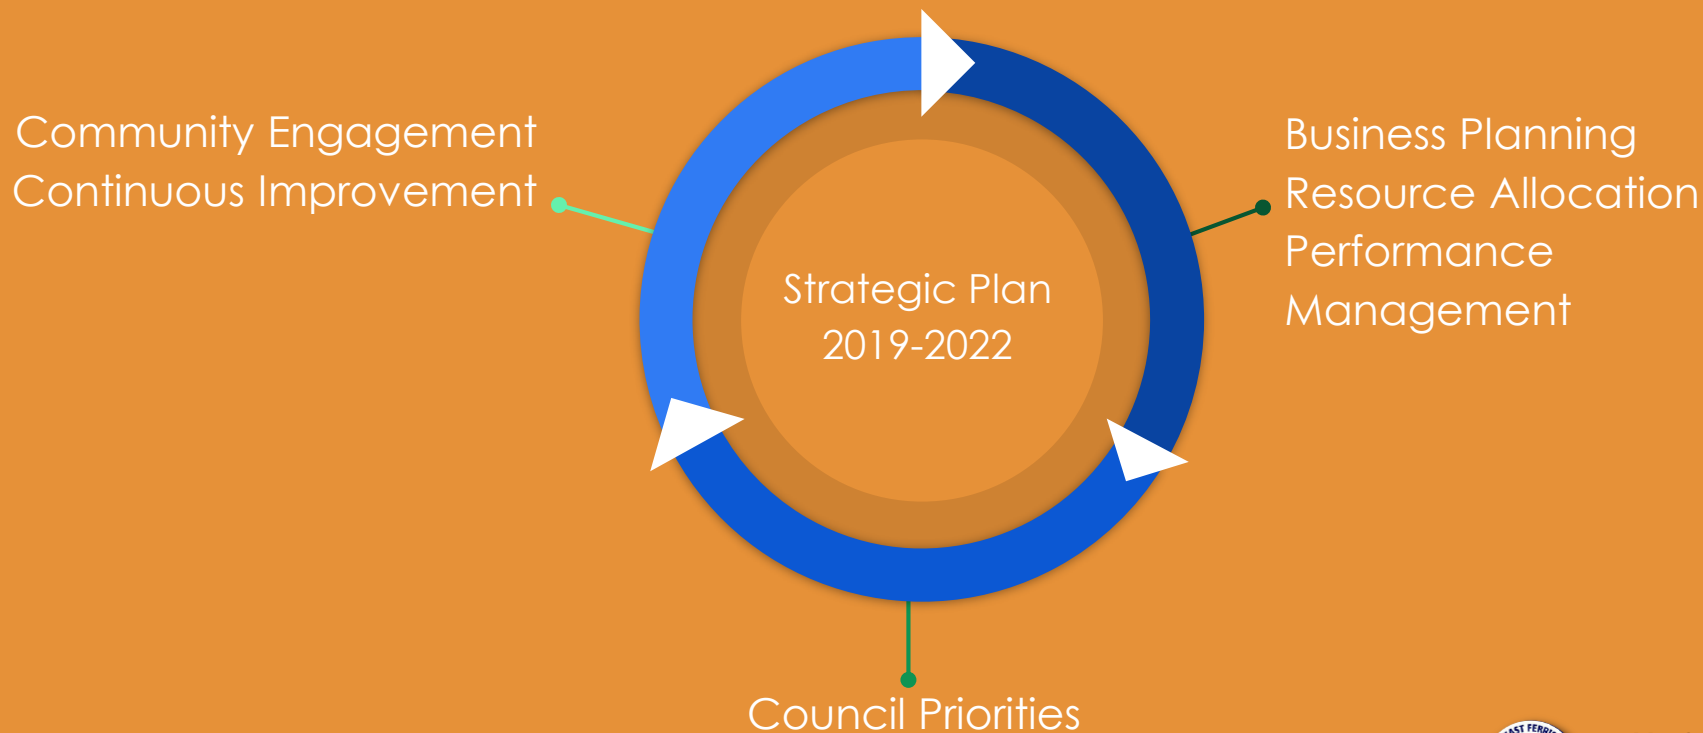 Community Engagement
Continuous Improvement
Business Planning
Resource Allocation
Performance
Management
Strategic Plan
2019-2022
Council Priorities